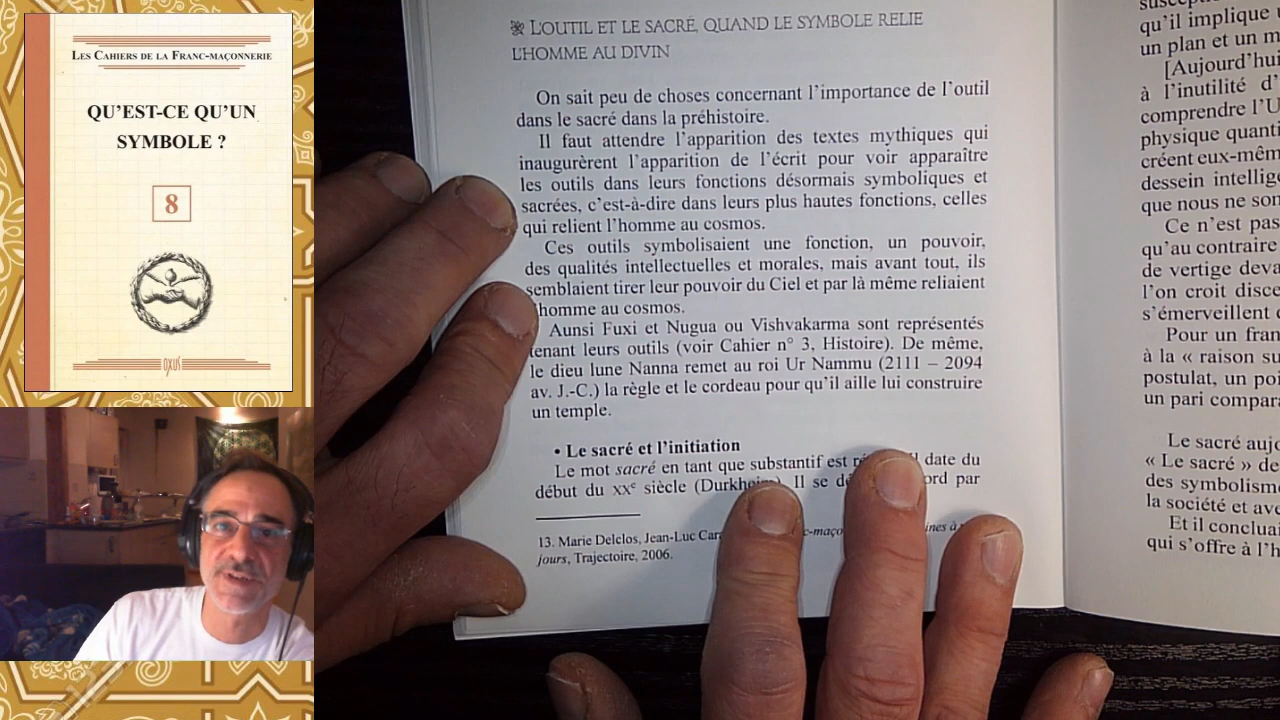 LES CAHIERS DE LA FRANC-MAÇONNERIE
QU'EST-CE QU'UN
SYMBOLE ?
8
OXUS
L'OUTIL ET LE SACRÉ, QUAND LE SYMBOLE RELIE
L'HOMME AU DIVIN
On sait peu de choses concernant l'importance de l'outil
dans le sacré dans la préhistoire.
Il faut attendre l'apparition des textes mythiques qui
inaugurèrent l'apparition de l'écrit pour voir apparaître
les outils dans leurs fonctions désormais symboliques et
sacrées, c'est-à-dire dans leurs plus hautes fonctions, celles
qui relient l'homme au cosmos.
Ces outils symbolisaient une fonction, un pouvoir,
des qualités intellectuelles et morales, mais avant tout, ils
semblaient tirer leur pouvoir du Ciel et par là même reliaient
homme au cosmos.
Aunsi Fuxi et Nugua ou Vishvakarma sont représentés
tenant leurs outils (voir Cahier n° 3, Histoire). De même,
le dieu lune Nanna remet au roi Ur Nammu (2111 – 2094
av. J.-C.) la règle et le cordeau pour qu'il aille lui construire
un temple.
• Le sacré et l'initiation
Le mot sacré en tant que substantif est date du
début du XXe siècle (Durkheim). Il se par
13. Marie Delclos, Jean-Luc
jours, Trajectoire, 2006.
qu'il implique
un plan et un
[Aujourd'hui
à l'inutilité d'
comprendre l'U
physique quant
créent eux-mêm
dessein intellige
que nous ne son
Ce n'est pas
qu'au contraire
de vertige deva
l'on croit disce
s'émerveillent
Pour un fran
à la « raison su
postulat, un poi
un pari compara
Le sacré aujo
« Le sacré » de
des symbolism
la société et ave
Et il conclua
qui s'offre à l'h